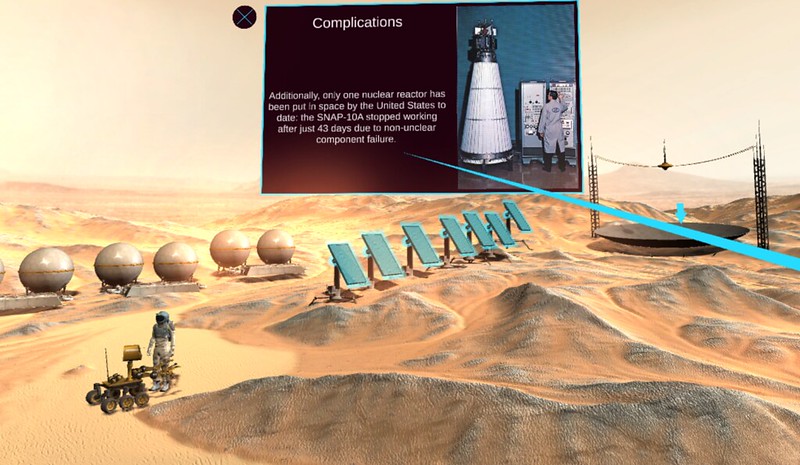 Complications
Additionally, only one nuclear reactor has
been put in space by the United States to
date: the SNAP-10A stopped working
after just 43 days due to non-unclear
component failure.